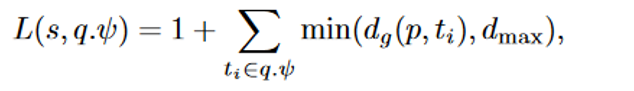 L(s, q.ψ) = 1 + ∑_{t_i∈q.ψ} min(d_g(p, t_i), d_max),